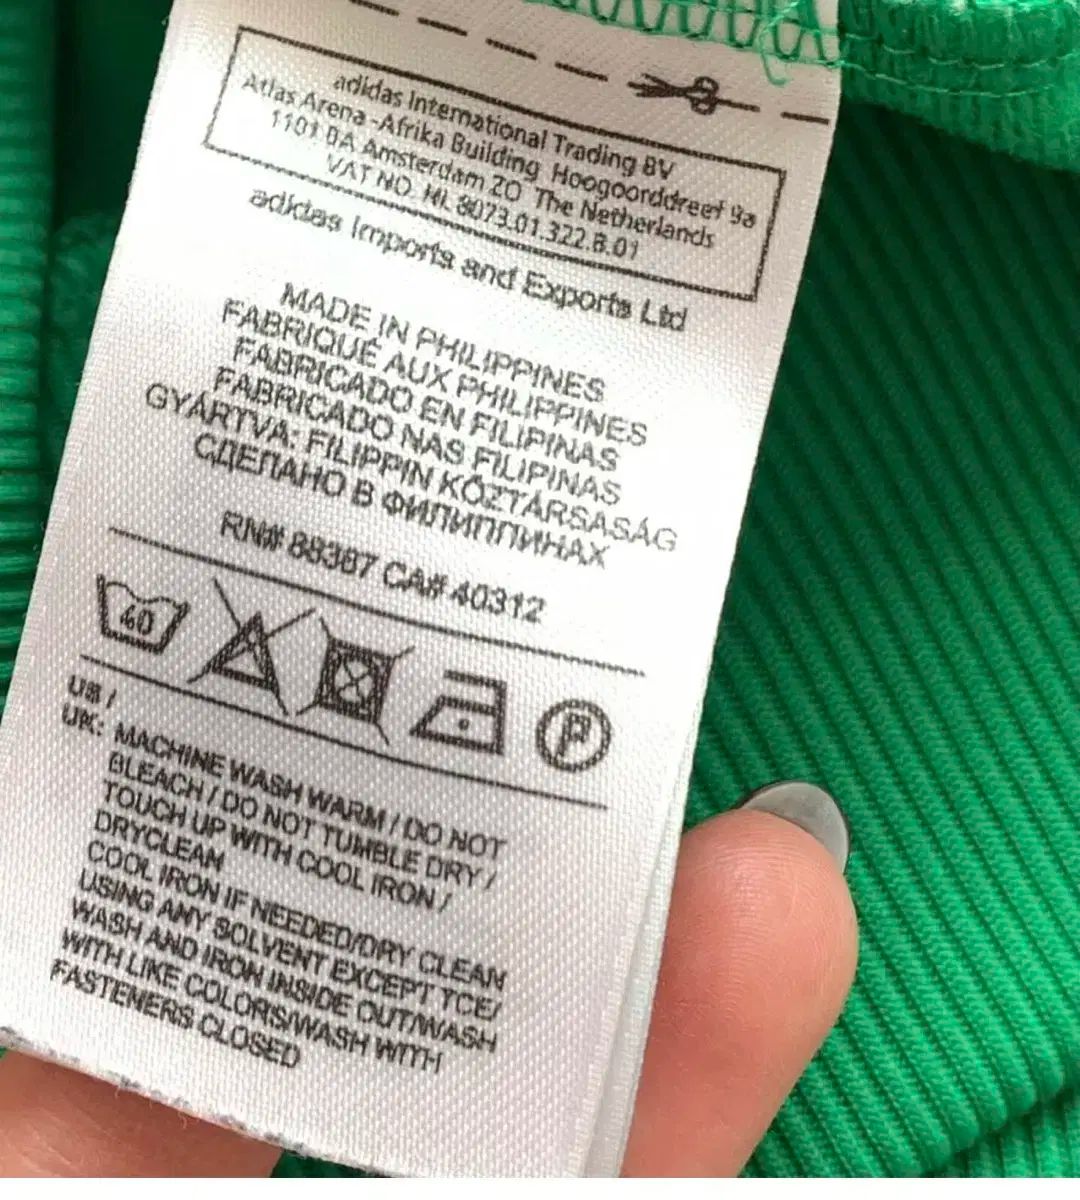 adidas International Trading BV
Atlas Arena -Afrika Building Hoogoorddreef 9a
1101 BA Amsterdam ZO The Netherlands
VAT NO. NL 8073.01.322.B.01
adidas Imports and Exports Ltd
MADE IN PHILIPPINES
FABRIQUÉ AUX PHILIPPINES
FABRICADO EN FILIPINAS
FABRICADO NAS FILIPINAS
GYÁRTVA: FILIPPIN KÖZTÁRSASÁG
СДЕЛАНО В ФИЛИППИНАХ
RN# 88387 CA# 40312
60
P
US /
UK: MACHINE WASH WARM / DO NOT
BLEACH / DO NOT TUMBLE DRY /
TOUCH UP WITH COOL IRON /
DRYCLEAN
COOL IRON IF NEEDED/DRY CLEAN
USING ANY SOLVENT EXCEPT TCE/
WASH AND IRON INSIDE OUT/WASH
WITH LIKE COLORS/WASH WITH
FASTENERS CLOSED